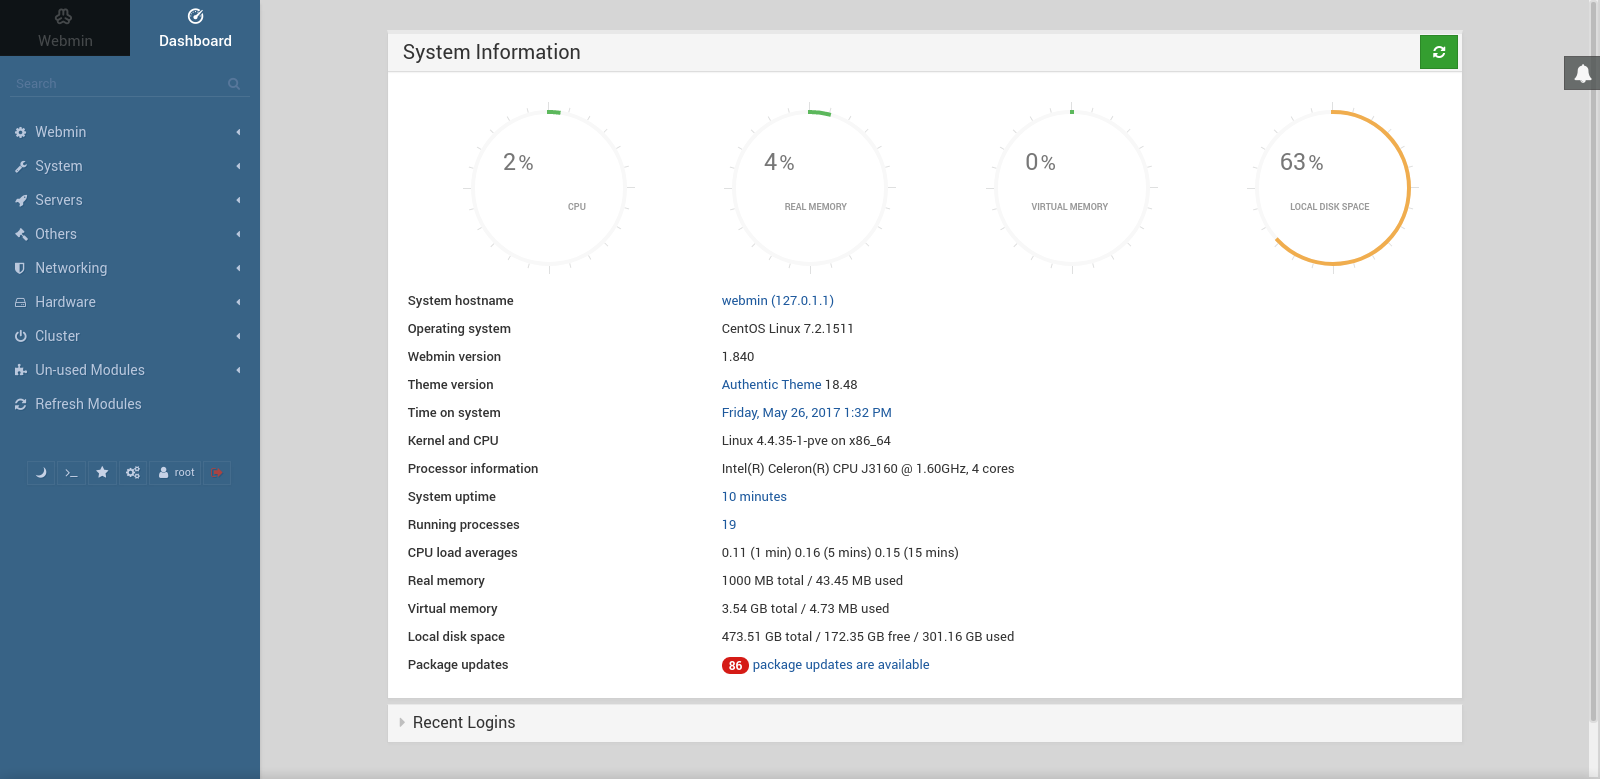 Webmin
Dashboard
Search
Webmin
System
Servers
Others
Networking
Hardware
Cluster
Un-used Modules
Refresh Modules
root
System Information
2%
CPU
4%
REAL MEMORY
0%
VIRTUAL MEMORY
63%
LOCAL DISK SPACE
System hostname webmin (127.0.1.1)
Operating system CentOS Linux 7.2.1511
Webmin version 1.840
Theme version Authentic Theme 18.48
Time on system Friday, May 26, 2017 1:32 PM
Kernel and CPU Linux 4.4.35-1-pve on x86_64
Processor information Intel(R) Celeron(R) CPU J3160 @ 1.60GHz, 4 cores
System uptime 10 minutes
Running processes 19
CPU load averages 0.11 (1 min) 0.16 (5 mins) 0.15 (15 mins)
Real memory 1000 MB total / 43.45 MB used
Virtual memory 3.54 GB total / 4.73 MB used
Local disk space 473.51 GB total / 172.35 GB free / 301.16 GB used
Package updates 86 package updates are available
Recent Logins